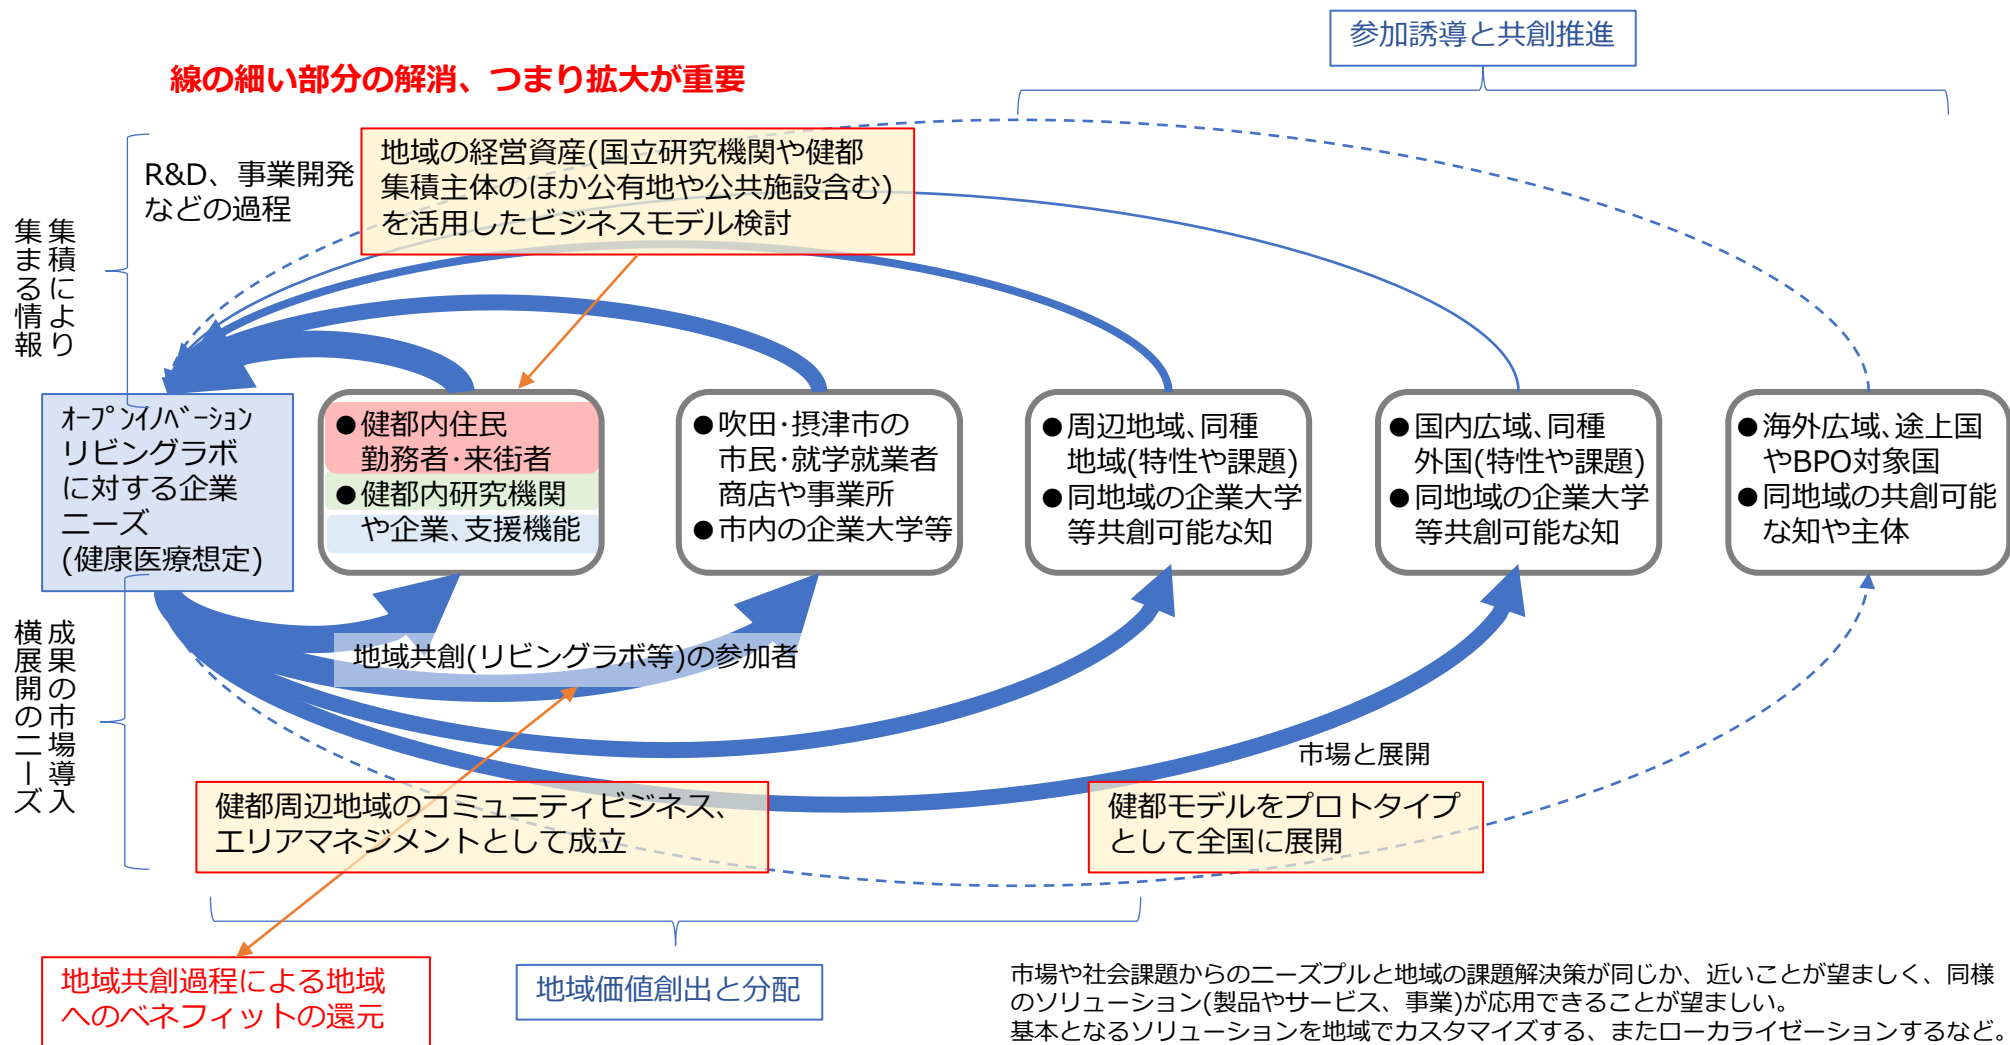 参加誘導と共創推進
線の細い部分の解消、つまり拡大が重要
R&D、事業開発
などの過程
地域の経営資産(国立研究機関や健都
集積主体のほか公有地や公共施設含む)
を活用したビジネスモデル検討
集積により
集まる情報
ｵｰﾌﾟﾝｲﾉﾍﾞｰｼｮﾝ
リビングラボ
に対する企業
ニーズ
(健康医療想定)
●健都内住民
勤務者・来街者
●健都内研究機関
や企業、支援機能
●吹田・摂津市の
市民・就学就業者
商店や事業所
●市内の企業大学等
●周辺地域、同種
地域(特性や課題)
●同地域の企業大学
等共創可能な知
●国内広域、同種
外国(特性や課題)
●同地域の企業大学
等共創可能な知
●海外広域、途上国
やBPO対象国
●同地域の共創可能
な知や主体
成果の市場導入
横展開のニーズ
地域共創(リビングラボ等)の参加者
市場と展開
健都周辺地域のコミュニティビジネス、
エリアマネジメントとして成立
健都モデルをプロトタイプ
として全国に展開
地域共創過程による地域
へのベネフィットの還元
地域価値創出と分配
市場や社会課題からのニーズプルと地域の課題解決策が同じか、近いことが望ましく、同様
のソリューション(製品やサービス、事業)が応用できることが望ましい。
基本となるソリューションを地域でカスタマイズする、またローカライゼーションするなど。